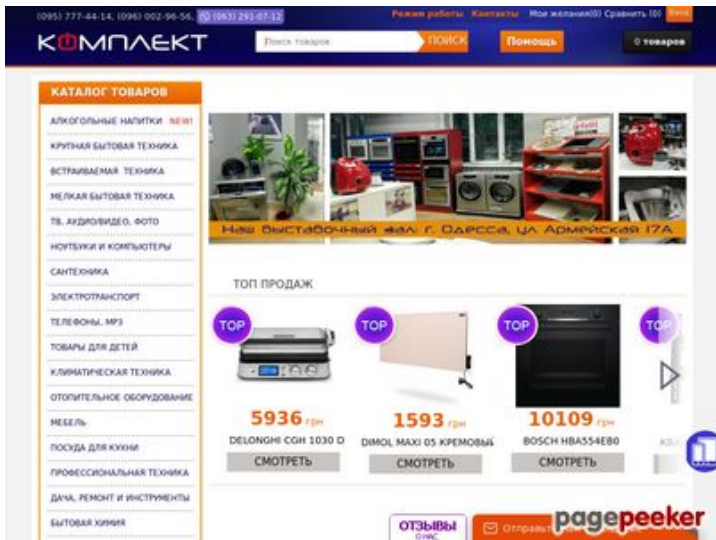 (095) 777-44-14, (096) 002-96-56, (063) 291-07-12
Режим работы Контакты Мои желания(0) Сравнить (0) Вход
КОМПЛЕКТ
Поиск товаров
ПОИСК
Помощь
0 товаров
КАТАЛОГ ТОВАРОВ
АЛКОГОЛЬНЫЕ НАПИТКИ NEW!
КРУПНАЯ БЫТОВАЯ ТЕХНИКА
ВСТРАИВАЕМАЯ ТЕХНИКА
МЕЛКАЯ БЫТОВАЯ ТЕХНИКА
ТВ, АУДИО/ВИДЕО, ФОТО
НОУТБУКИ И КОМПЬЮТЕРЫ
САНТЕХНИКА
ЭЛЕКТРОТРАНСПОРТ
ТЕЛЕФОНЫ, MP3
ТОВАРЫ ДЛЯ ДЕТЕЙ
КЛИМАТИЧЕСКАЯ ТЕХНИКА
ОТОПИТЕЛЬНОЕ ОБОРУДОВАНИЕ
МЕБЕЛЬ
ПОСУДА ДЛЯ КУХНИ
ПРОФЕССИОНАЛЬНАЯ ТЕХНИКА
ДАЧА, РЕМОНТ И ИНСТРУМЕНТЫ
БЫТОВАЯ ХИМИЯ
Наш выставочный зал: г. Одесса, ул Армейская 17А
ТОП ПРОДАЖ
TOP TOP TOP TOP
5936 грн 1593 грн 10109 грн
DELONGHI CGH 1030 D DIMOL MAXI 05 КРЕМОВЫЙ BOSCH HBA554EB0
СМОТРЕТЬ СМОТРЕТЬ СМОТРЕТЬ
ОТЗЫВЫ
О НАС
pagepeeker